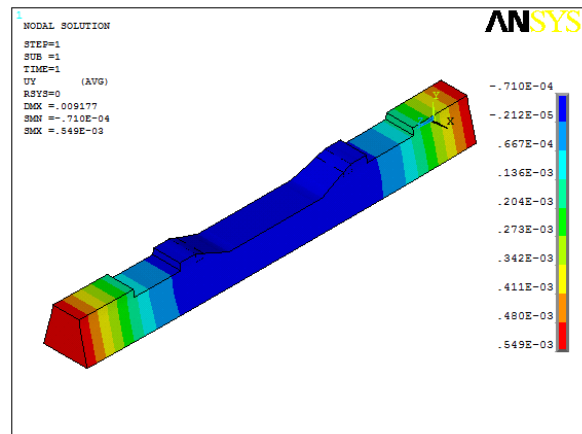 1
NODAL SOLUTION
ANSYS
STEP=1
SUB =1
TIME=1
UY (AVG)
RSYS=0
DMX =.009177
SMN =-.710E-04
SMX =.549E-03
Y
X
-.710E-04
-.212E-05
.667E-04
.136E-03
.204E-03
.273E-03
.342E-03
.411E-03
.480E-03
.549E-03